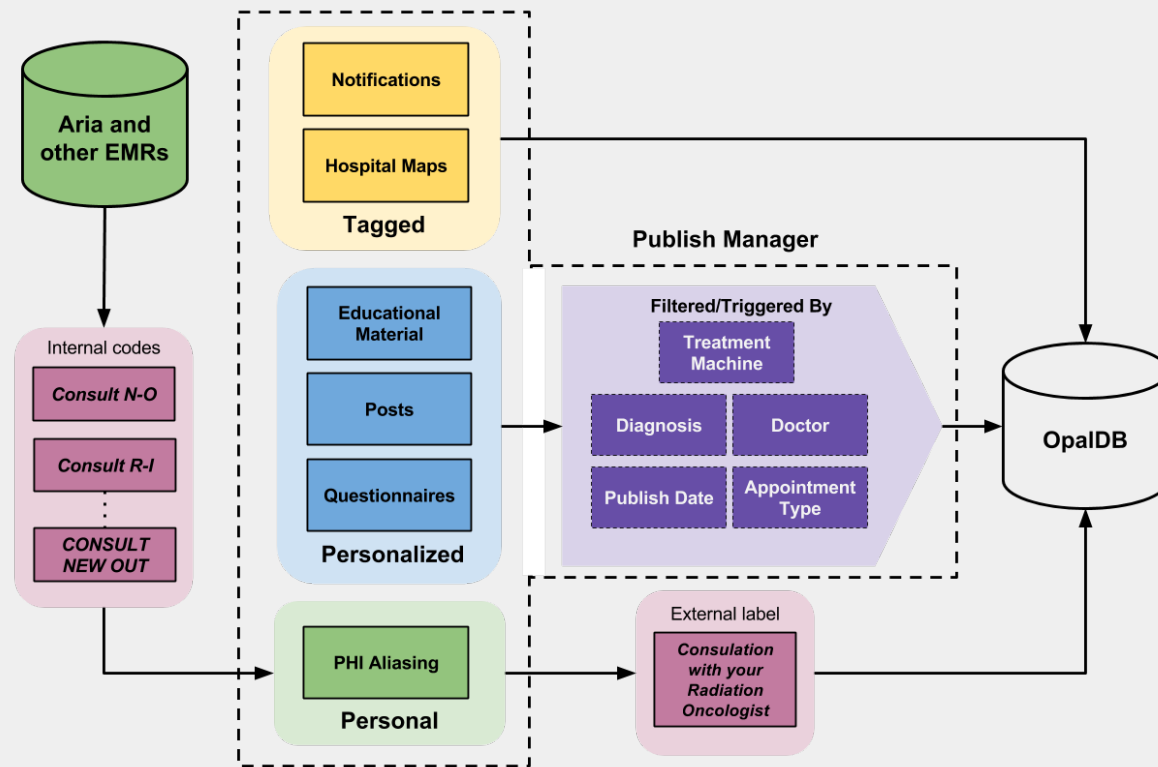 Aria and
other EMRs
Internal codes
Consult N-O
Consult R-I
CONSULT
NEW OUT
Notifications
Hospital Maps
Tagged
Educational
Material
Posts
Questionnaires
Personalized
PHI Aliasing
Personal
Publish Manager
Filtered/Triggered By
Treatment
Machine
Diagnosis
Doctor
Publish Date
Appointment
Type
External label
Consulation
with your
Radiation
Oncologist
OpalDB